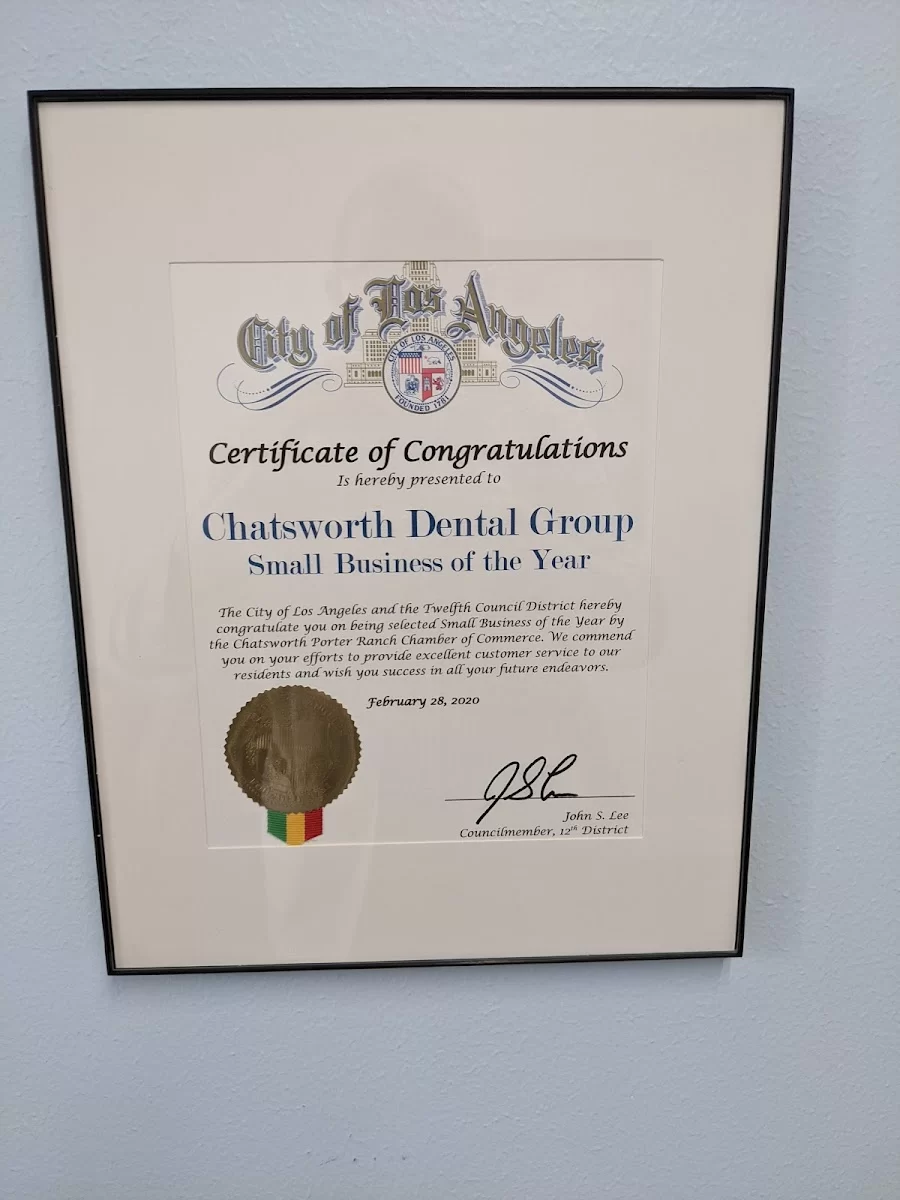 City of Los Angeles
CITY OF LOS ANGELES
FOUNDED 1781
Certificate of Congratulations
Is hereby presented to
Chatsworth Dental Group
Small Business of the Year
The City of Los Angeles and the Twelfth Council District hereby
congratulate you on being selected Small Business of the Year by
the Chatsworth Porter Ranch Chamber of Commerce. We commend
you on your efforts to provide excellent customer service to our
residents and wish you success in all your future endeavors.
February 28, 2020
John S. Lee
Councilmember, 12th District